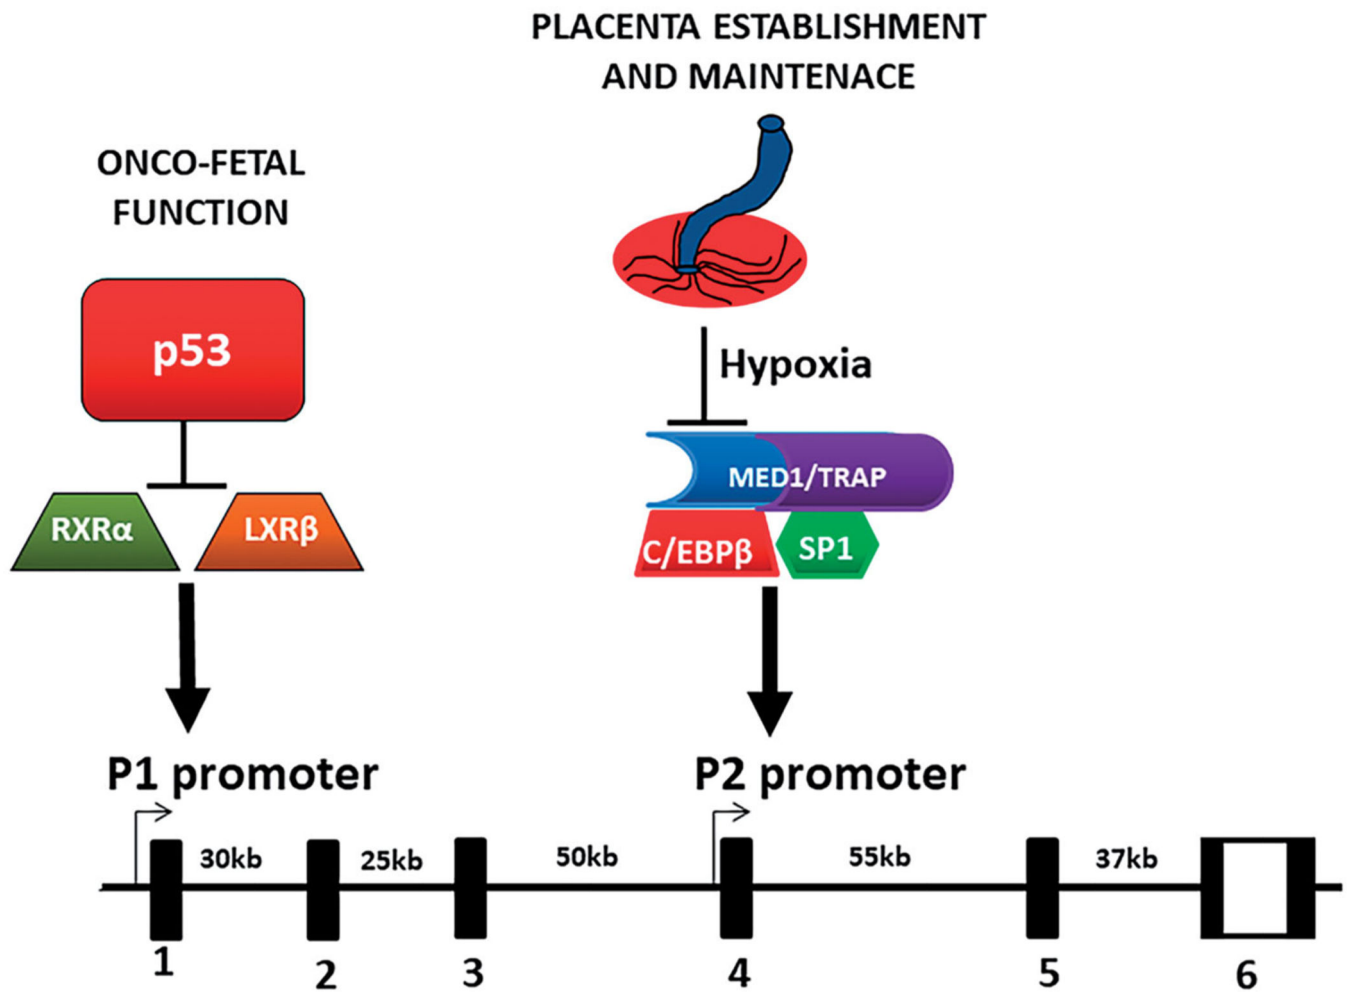 PLACENTA ESTABLISHMENT
AND MAINTENACE
ONCO-FETAL
FUNCTION
p53
Hypoxia
MED1/TRAP
RXRα
LXRβ
C/EBPβ
SP1
P1 promoter
P2 promoter
30kb
25kb
50kb
55kb
37kb
1
2
3
4
5
6